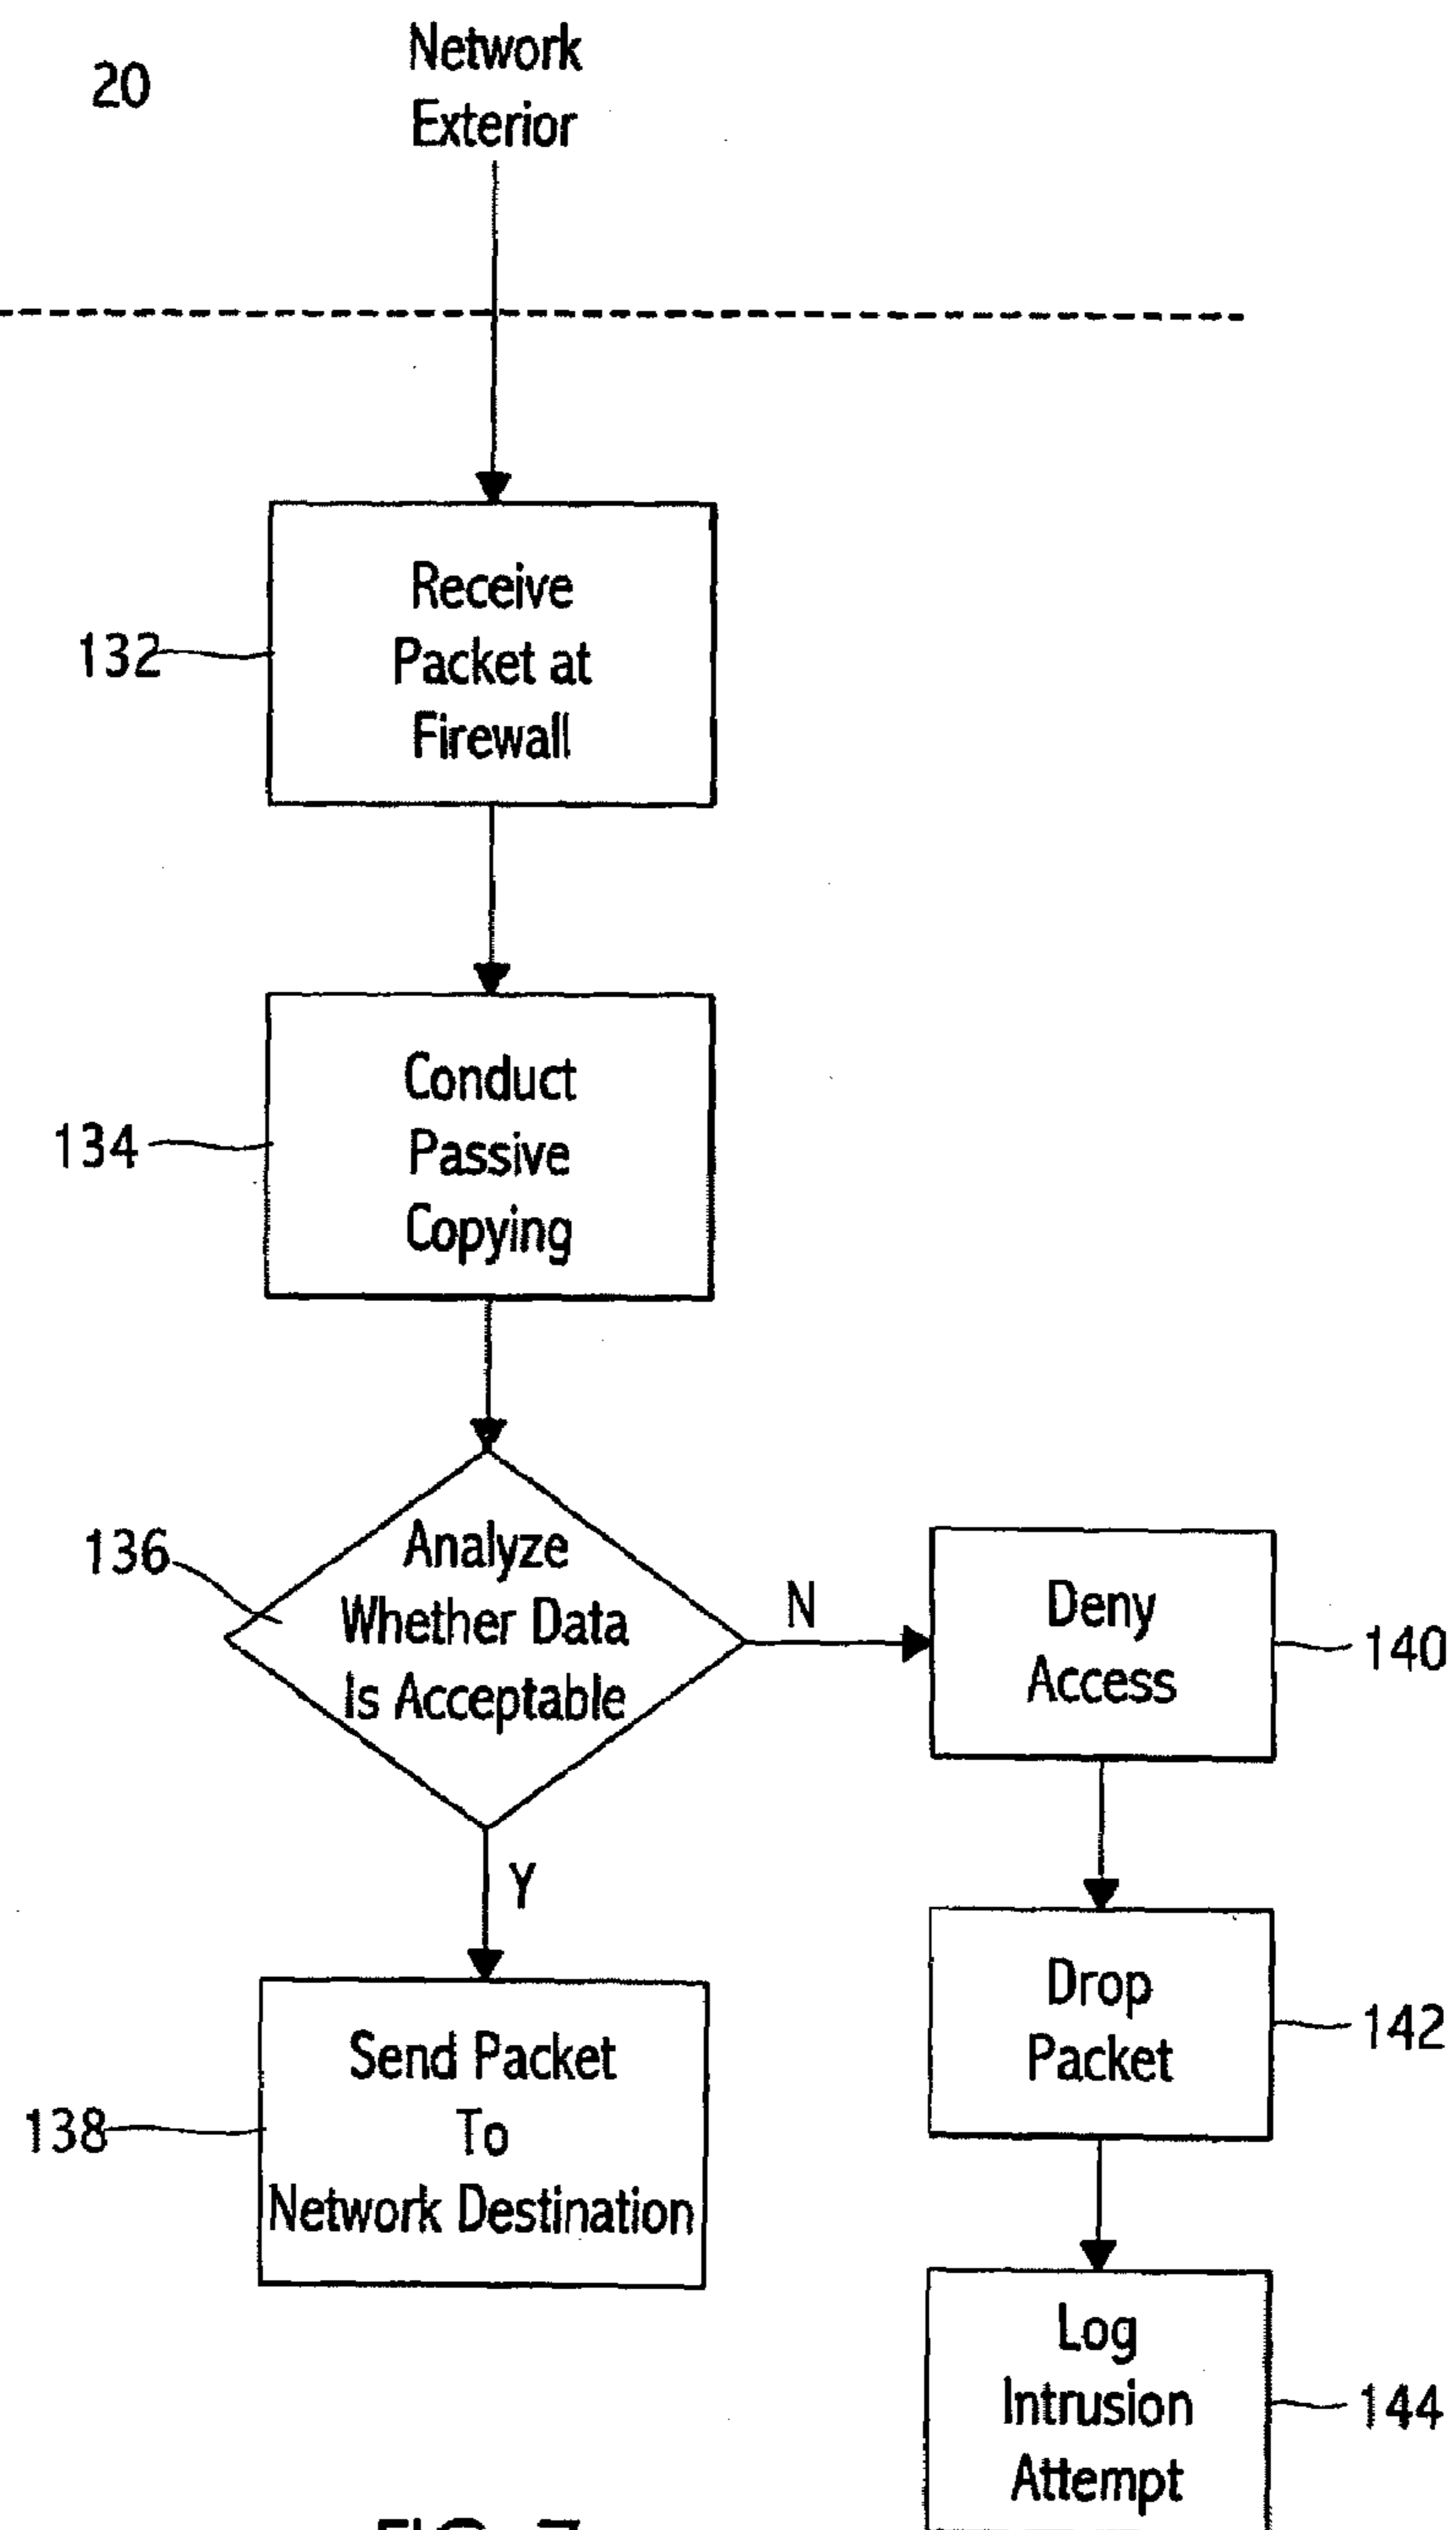 20
Network
Exterior
132
Receive
Packet at
Firewall
134
Conduct
Passive
Copying
136
Analyze
Whether Data
Is Acceptable
N
Deny
Access
140
Y
Drop
Packet
142
138
Send Packet
To
Network Destination
Log
Intrusion
Attempt
144